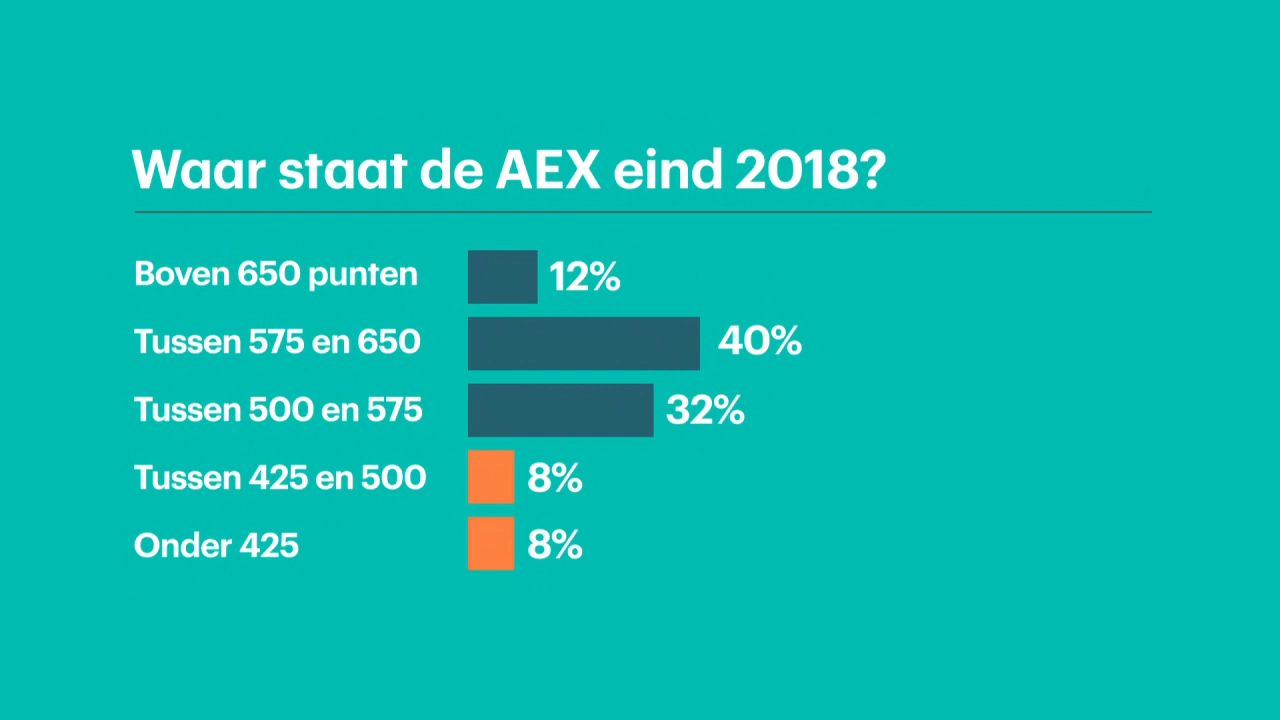 Waar staat de AEX eind 2018?
Boven 650 punten 12%
Tussen 575 en 650 40%
Tussen 500 en 575 32%
Tussen 425 en 500 8%
Onder 425 8%